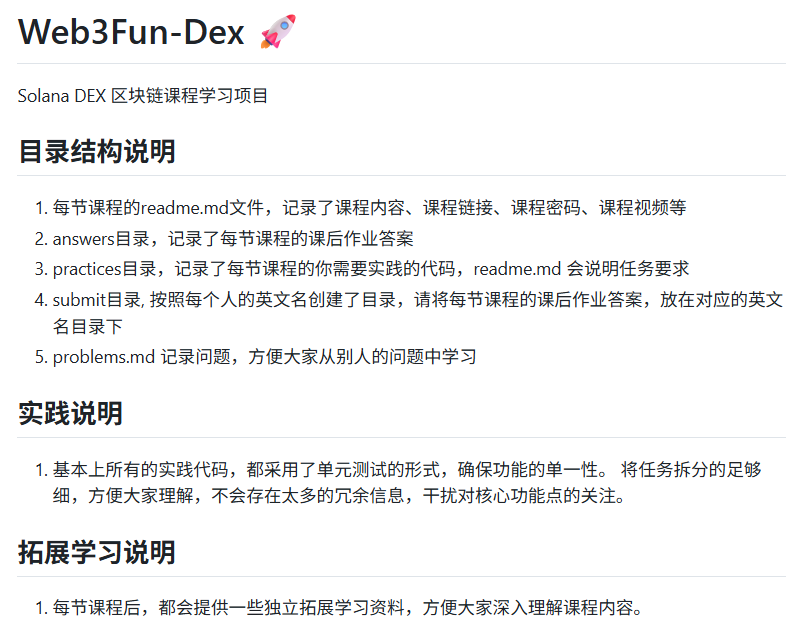 Web3Fun-Dex 🚀
Solana DEX 区块链课程学习项目
目录结构说明
1. 每节课程的readme.md文件，记录了课程内容、课程链接、课程密码、课程视频等
2. answers目录，记录了每节课程的课后作业答案
3. practices目录，记录了每节课程的你需要实践的代码，readme.md 会说明任务要求
4. submit目录, 按照每个人的英文名创建了目录，请将每节课程的课后作业答案，放在对应的英文
名目录下
5. problems.md 记录问题，方便大家从别人的问题中学习
实践说明
1. 基本上所有的实践代码，都采用了单元测试的形式，确保功能的单一性。 将任务拆分的足够
细，方便大家理解，不会存在太多的冗余信息，干扰对核心功能点的关注。
拓展学习说明
1. 每节课程后，都会提供一些独立拓展学习资料，方便大家深入理解课程内容。